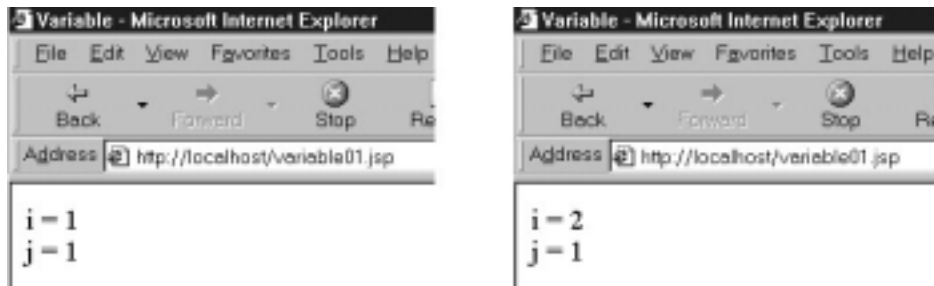 Variable - Microsoft Internet Explorer
File Edit View Favorites Tools Help
Back Forward Stop
Address http://localhost/variable01.jsp
i = 1
j = 1
Variable - Microsoft Internet Explorer
File Edit View Favorites Tools Help
Back Forward Stop
Address http://localhost/variable01.jsp
i = 2
j = 1